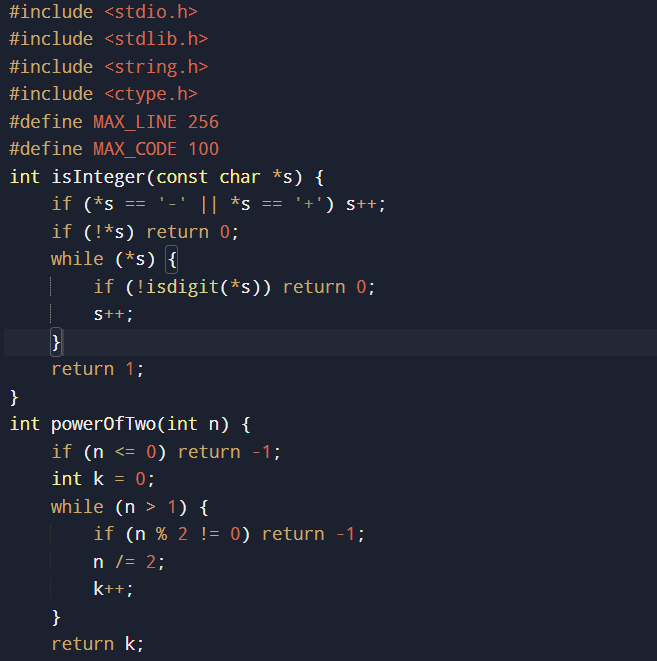 #include <stdio.h>
#include <stdlib.h>
#include <string.h>
#include <ctype.h>
#define MAX_LINE 256
#define MAX_CODE 100
int isInteger(const char *s) {
    if (*s == '-' || *s == '+') s++;
    if (!*s) return 0;
    while (*s) {
        if (!isdigit(*s)) return 0;
        s++;
    }
    return 1;
}
int powerOfTwo(int n) {
    if (n <= 0) return -1;
    int k = 0;
    while (n > 1) {
        if (n % 2 != 0) return -1;
        n /= 2;
        k++;
    }
    return k;